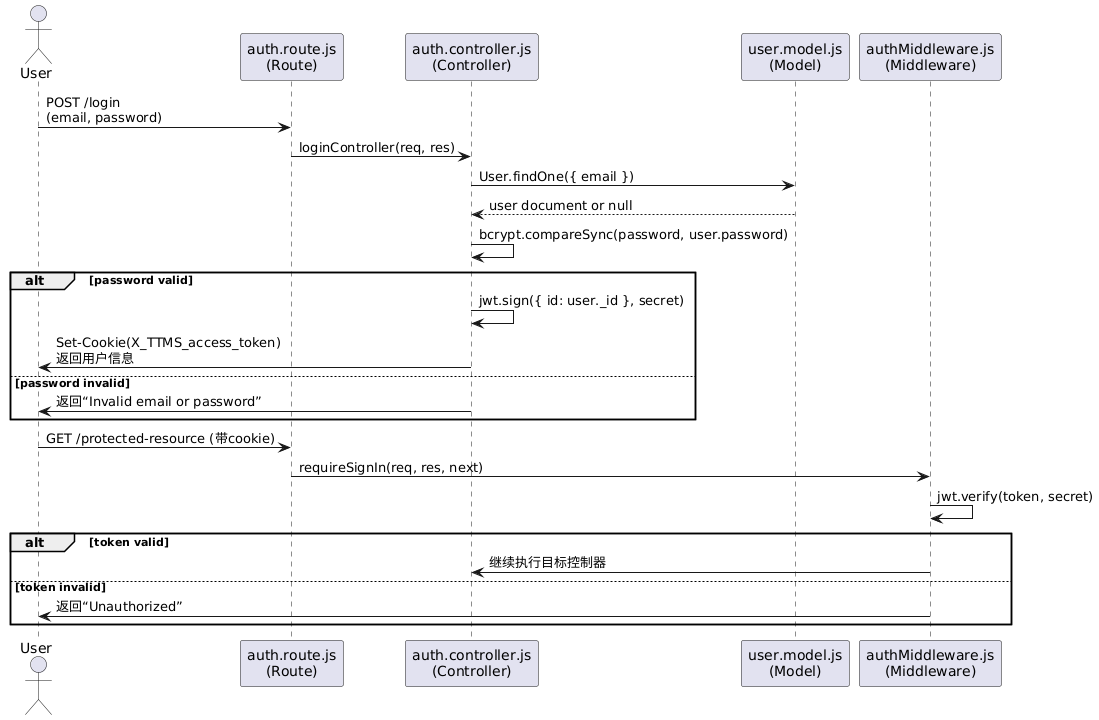 User
auth.route.js
(Route)
auth.controller.js
(Controller)
user.model.js
(Model)
authMiddleware.js
(Middleware)
POST /login
(email, password)
loginController(req, res)
User.findOne({ email })
user document or null
bcrypt.compareSync(password, user.password)
alt
[password valid]
jwt.sign({ id: user._id }, secret)
Set-Cookie(X_TTMS_access_token)
返回用户信息
[password invalid]
返回“Invalid email or password”
GET /protected-resource (带cookie)
requireSignIn(req, res, next)
jwt.verify(token, secret)
alt
[token valid]
继续执行目标控制器
[token invalid]
返回“Unauthorized”
User
auth.route.js
(Route)
auth.controller.js
(Controller)
user.model.js
(Model)
authMiddleware.js
(Middleware)